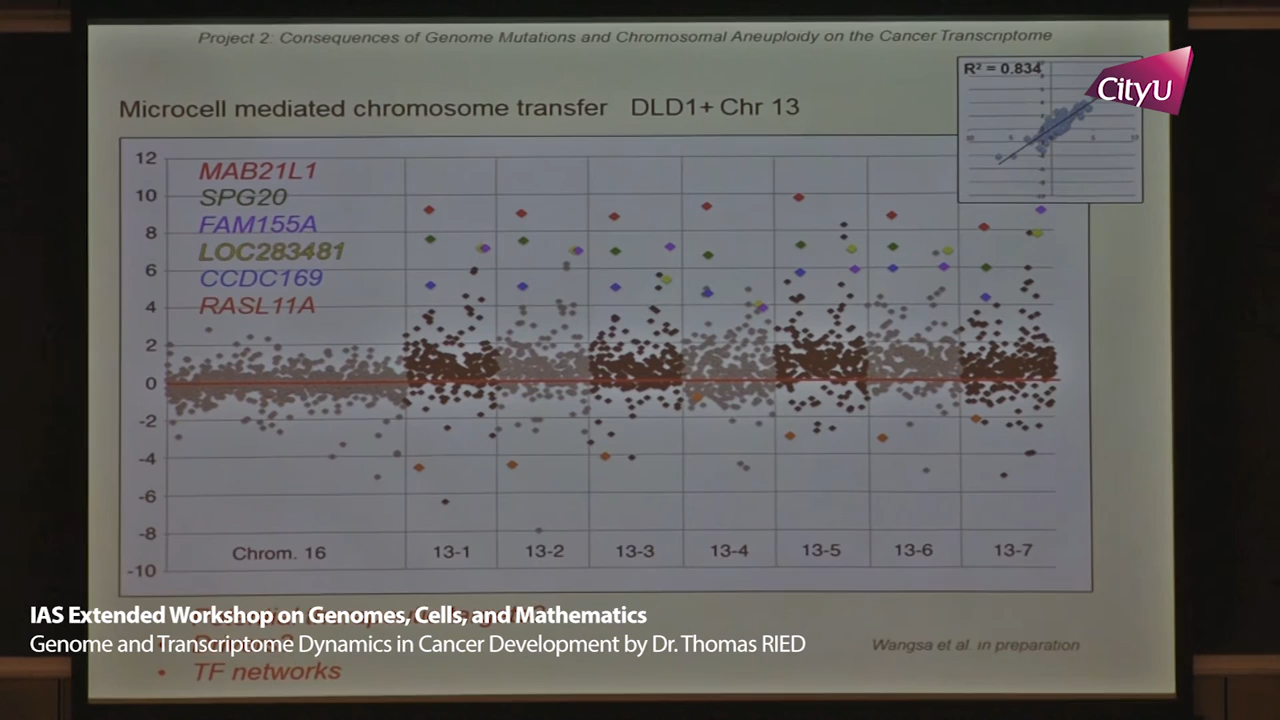 Project 2: Consequences of Genome Mutations and Chromosomal Aneuploidy on the Cancer Transcriptome
R² = 0.834
CityU
Microcell mediated chromosome transfer DLD1+ Chr 13
12
10
8
6
4
2
0
-2
-4
-6
-8
-10
MAB21L1
SPG20
FAM155A
LOC283481
CCDC169
RASL11A
Chrom. 16
13-1
13-2
13-3
13-4
13-5
13-6
13-7
IAS Extended Workshop on Genomes, Cells, and Mathematics
Genome and Transcriptome Dynamics in Cancer Development by Dr. Thomas RIED
Wangsa et al. in preparation
• TF networks